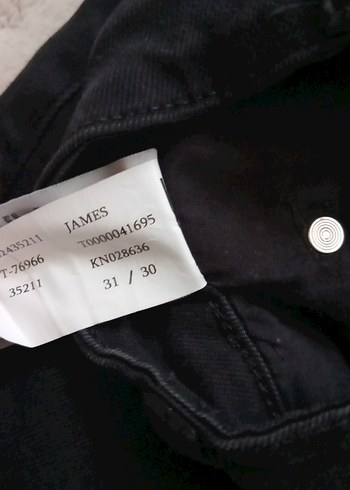 JAMES
T0000041695
T-76966 KN028636
35211 31 / 30